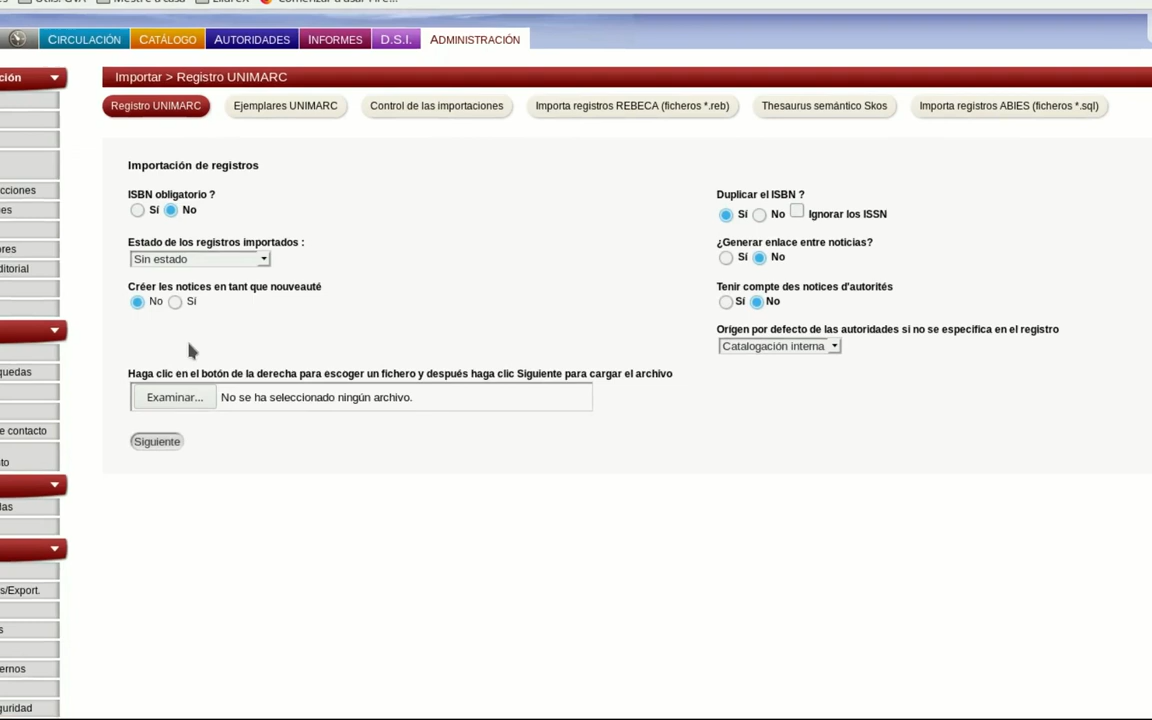 CIRCULACIÓN CATÁLOGO AUTORIDADES INFORMES D.S.I. ADMINISTRACIÓN
ción
cciones
es
ores
ditorial
quedas
e contacto
to
das
s/Export.
s
ernos
guridad
Importar > Registro UNIMARC
Registro UNIMARC Ejemplares UNIMARC Control de las importaciones Importa registros REBECA (ficheros *.reb) Thesaurus semántico Skos Importa registros ABIES (ficheros *.sql)
Importación de registros
ISBN obligatorio ?
Sí No
Duplicar el ISBN ?
Sí No Ignorar los ISSN
Estado de los registros importados :
Sin estado
¿Generar enlace entre noticias?
Sí No
Créer les notices en tant que nouveauté
No Sí
Tenir compte des notices d'autorités
Sí No
Orígen por defecto de las autoridades si no se especifica en el registro
Catalogación interna
Haga clic en el botón de la derecha para escoger un fichero y después haga clic Siguiente para cargar el archivo
Examinar... No se ha seleccionado ningún archivo.
Siguiente